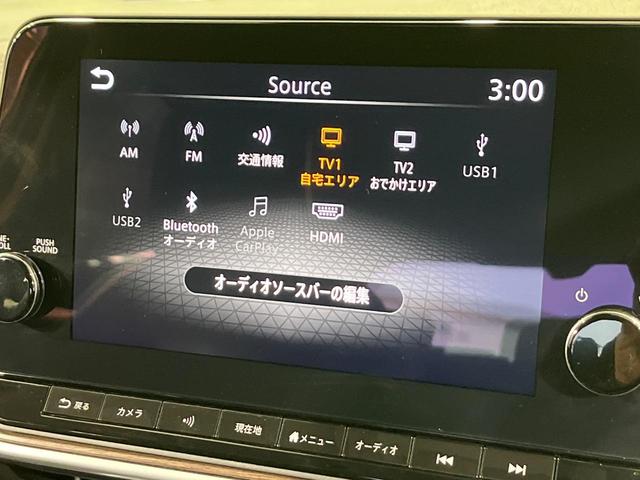 Source
3:00
AM
FM
交通情報
TV1
自宅エリア
TV2
おでかけエリア
USB1
USB2
Bluetooth
オーディオ
Apple
CarPlay
HDMI
PUSH
SOUND
オーディオソースバーの編集
戻る
カメラ
現在地
メニュー
オーディオ